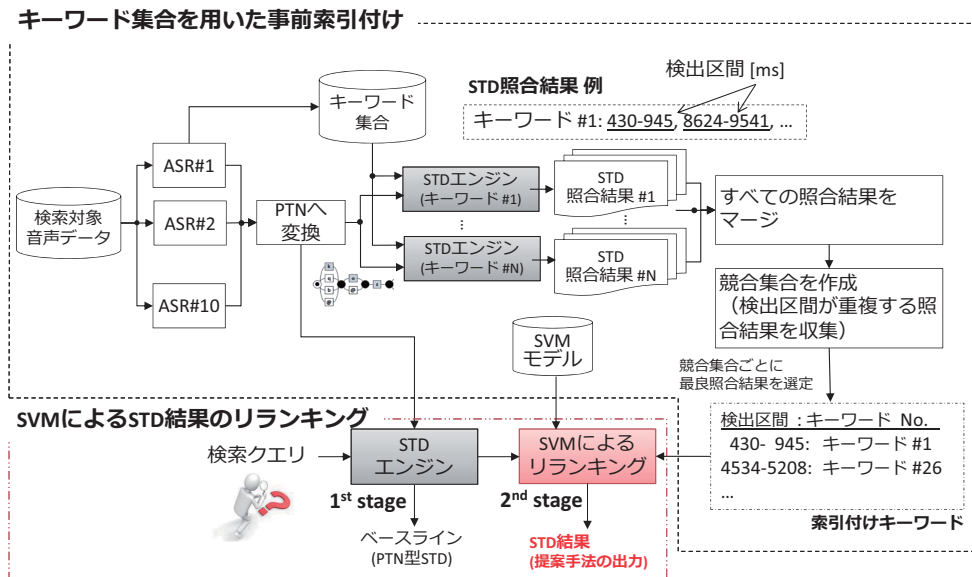 キーワード集合を用いた事前索引付け
検出区間 [ms]
STD照合結果 例
キーワード #1: 430-945, 8624-9541, ...
キーワード
集合
ASR#1
ASR#2
ASR#10
検索対象
音声データ
PTNへ
変換
STDエンジン
(キーワード #1)
⋮
STDエンジン
(キーワード #N)
STD
照合結果 #1
⋮
STD
照合結果 #N
すべての照合結果を
マージ
競合集合を作成
（検出区間が重複する照
合結果を収集）
競合集合ごとに
最良照合結果を選定
SVM
モデル
検出区間 : キーワード No.
430- 945: キーワード #1
4534-5208: キーワード #26
...
索引付けキーワード
SVMによるSTD結果のリランキング
検索クエリ
STD
エンジン
SVMによる
リランキング
1st stage
2nd stage
ベースライン
(PTN型STD)
STD結果
(提案手法の出力)